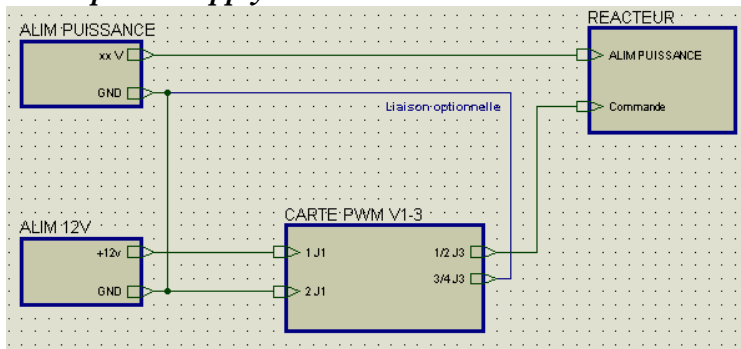 ALIM PUISSANCE
xx V
GND
REACTEUR
ALIM PUISSANCE
Commande
Liaison optionnelle
ALIM 12V
+12v
GND
CARTE PWM V1-3
1 J1
2 J1
1/2 J3
3/4 J3